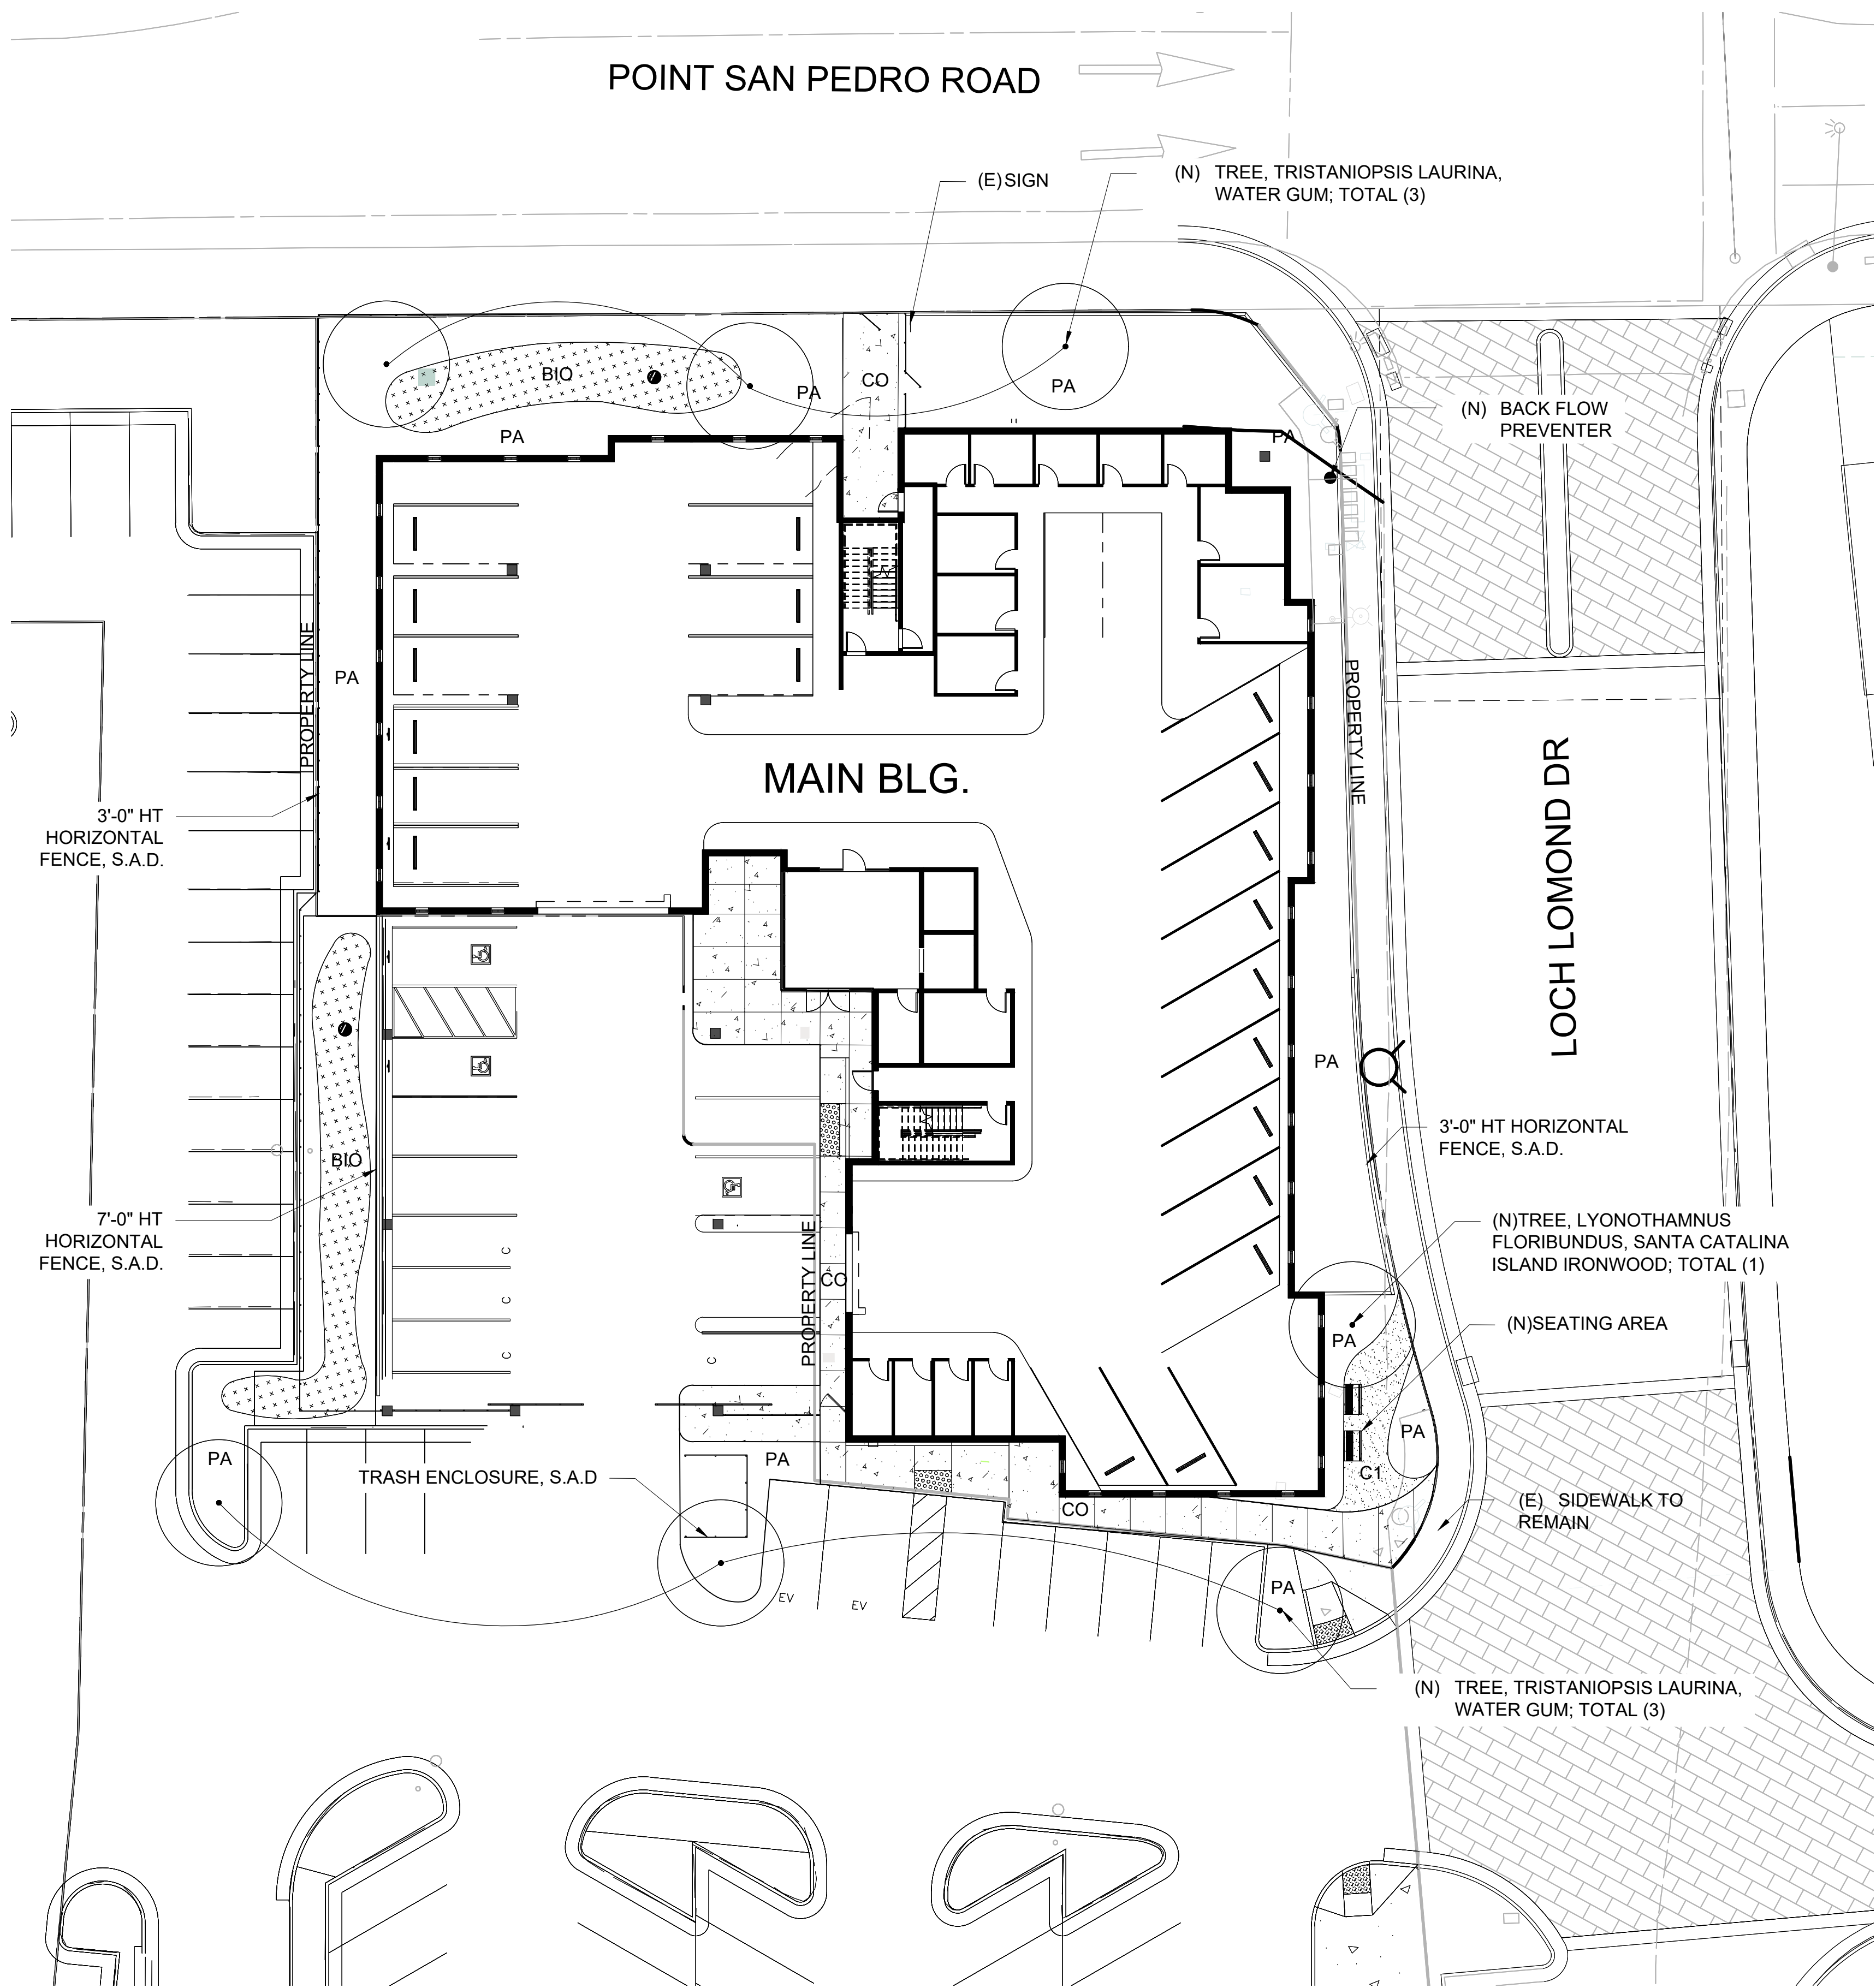 POINT SAN PEDRO ROAD
(E)SIGN
(N) TREE, TRISTANIOPSIS LAURINA,
WATER GUM; TOTAL (3)
BIO
PA
CO
PA
PA
PA
(N) BACK FLOW
PREVENTER
PROPERTY LINE
PA
PROPERTY LINE
MAIN BLG.
LOCH LOMOND DR
3'-0" HT
HORIZONTAL
FENCE, S.A.D.
PA
3'-0" HT HORIZONTAL
FENCE, S.A.D.
BIO
7'-0" HT
HORIZONTAL
FENCE, S.A.D.
PROPERTY LINE
CO
C
C
C
C
(N)TREE, LYONOTHAMNUS
FLORIBUNDUS, SANTA CATALINA
ISLAND IRONWOOD; TOTAL (1)
PA
(N)SEATING AREA
PA
PA
TRASH ENCLOSURE, S.A.D
PA
C1
CO
(E) SIDEWALK TO
REMAIN
EV
EV
PA
(N) TREE, TRISTANIOPSIS LAURINA,
WATER GUM; TOTAL (3)